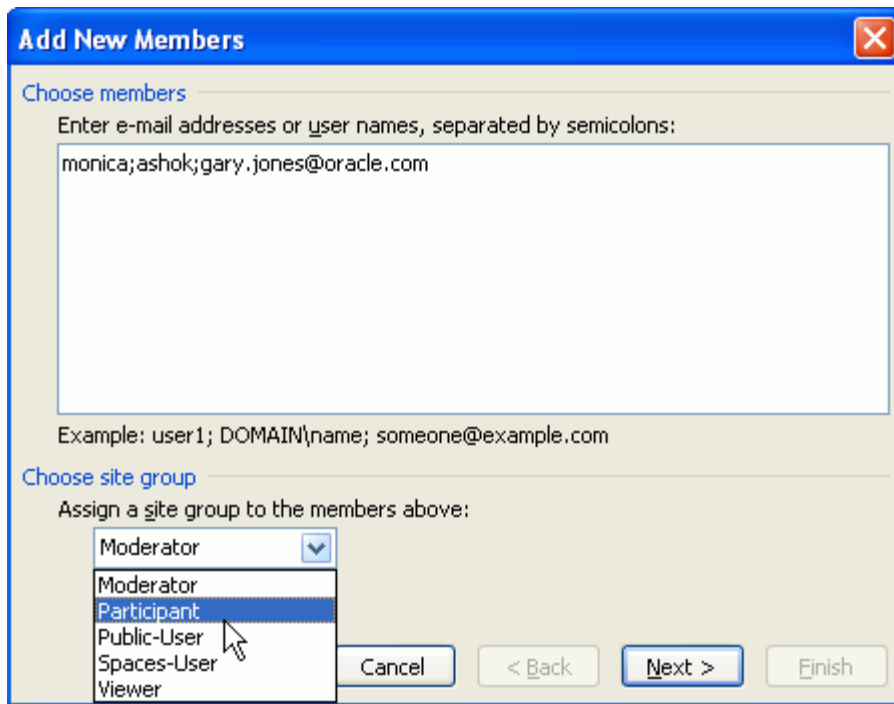 Add New Members
Choose members
Enter e-mail addresses or user names, separated by semicolons:
monica;ashok;gary.jones@oracle.com
Example: user1; DOMAIN\name; someone@example.com
Choose site group
Assign a site group to the members above:
Moderator
Moderator
Participant
Public-User
Spaces-User
Viewer
Cancel
< Back
Next >
Finish